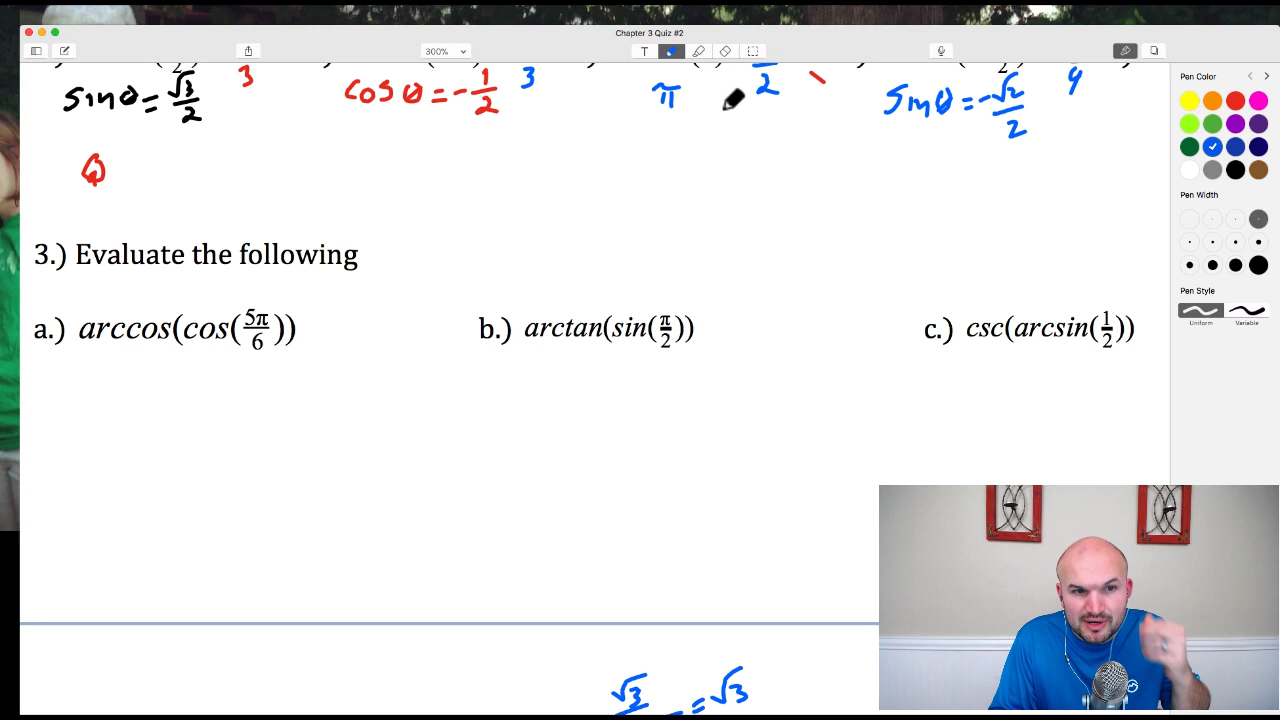 Chapter 3 Quiz #2
300%
T
sinθ = √3/2
3
cosθ = -1/2
3
π
2
sinθ = -√2/2
4
Q
3.) Evaluate the following
a.) arccos(cos(5π/6))
b.) arctan(sin(π/2))
c.) csc(arcsin(1/2))
√3 = √3
Pen Color
Pen Width
Pen Style
Uniform Variable